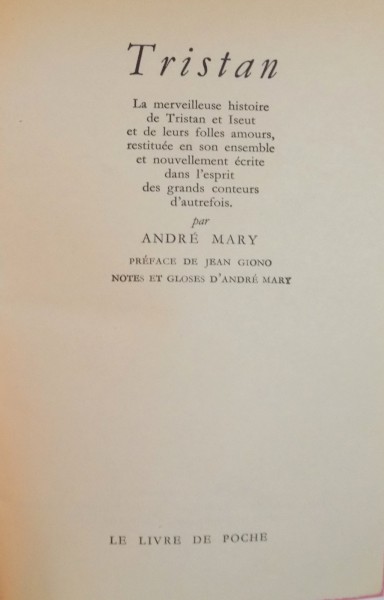 Tristan
La merveilleuse histoire
de Tristan et Iseut
et de leurs folles amours,
restituée en son ensemble
et nouvellement écrite
dans l'esprit
des grands conteurs
d'autrefois.
par
ANDRÉ MARY
PRÉFACE DE JEAN GIONO
NOTES ET GLOSES D'ANDRÉ MARY
LE LIVRE DE POCHE